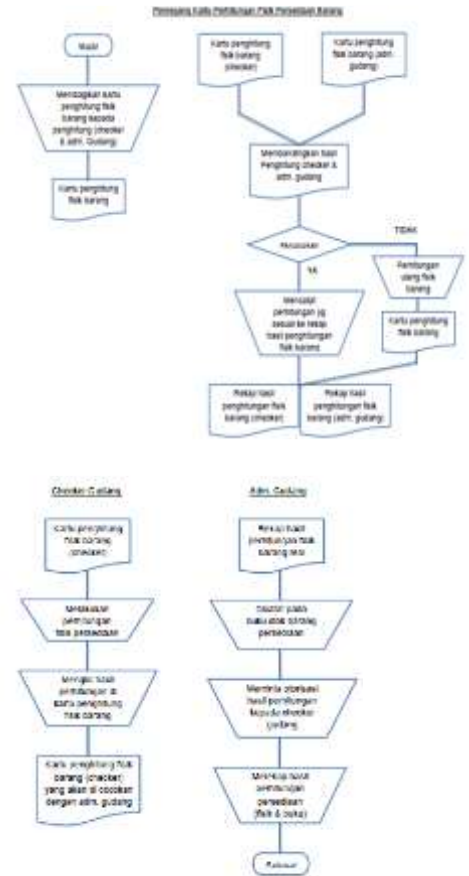 Pemegang Kartu Perhitungan Fisik Persediaan Barang
Mulai
Membagikan kartu
penghitung fisik
barang kepada
penghitung (checker
& adm. Gudang)
Kartu penghitung
fisik barang
Kartu penghitung
fisik barang
(checker)
Kartu penghitung
fisik barang (adm.
gudang)
Membandingkan hasil
Penghitung checker &
adm. gudang
TIDAK
YA
Perhitungan
ulang fisik
barang
Kartu penghitung
fisik barang
Mencatat
perhitungan yg
sesuai ke rekap
hasil penghitungan
fisik barang
Rekap hasil
penghitungan fisik
barang (checker)
Rekap hasil
penghitungan fisik
barang (adm. gudang)
Checker Gudang
Kartu penghitung
fisik barang
(checker)
Melakukan
perhitungan
fisik persediaan
Mengisi hasil
perhitungan di
kartu penghitung
fisik barang
Kartu penghitung fisik
barang (checker)
yang akan di cocokan
dengan adm. gudang
Adm. Gudang
Rekap hasil
perhitungan fisik
barang
pada
buku stok barang
persediaan
Meminta otorisasi
hasil perhitungan
kepada checker
gudang
Merekap hasil
perhitungan
persediaan
(fisik & buku)